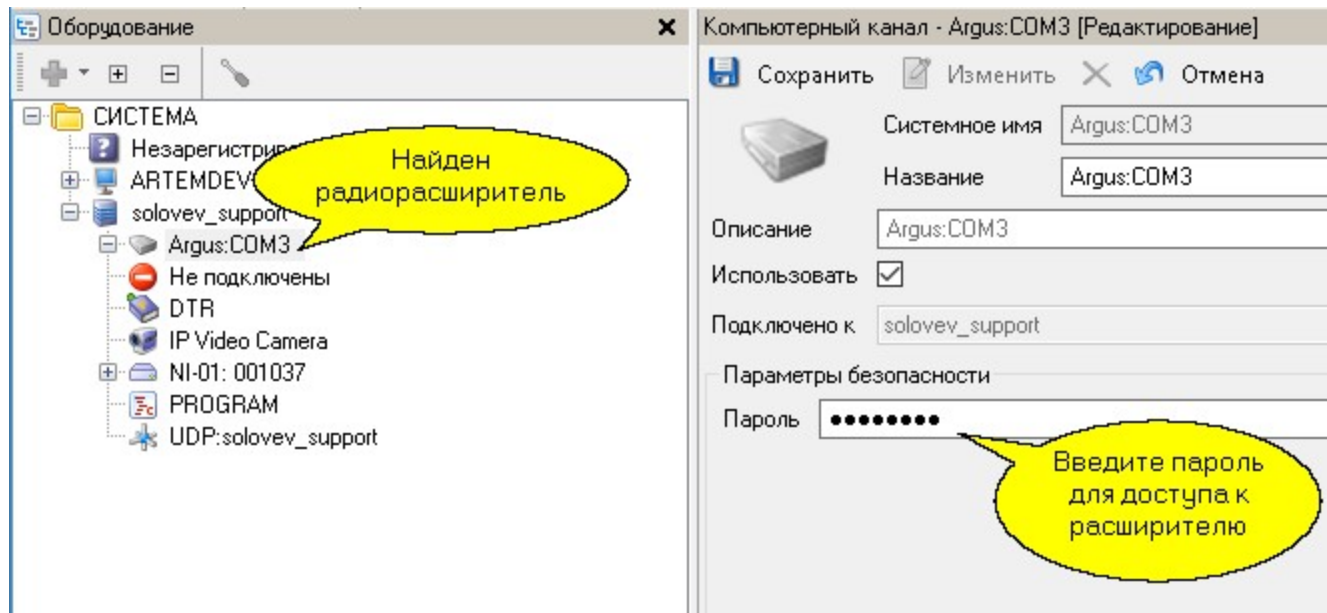 Оборудование
СИСТЕМА
Найден
радиорасширитель
ARTEMDEV
solovev_support
Argus:COM3
Не подключены
DTR
IP Video Camera
NI-01: 001037
PROGRAM
UDP:solovev_support
Компьютерный канал - Argus:COM3 [Редактирование]
Сохранить Изменить Отмена
Системное имя Argus:COM3
Название Argus:COM3
Описание Argus:COM3
Использовать
Подключено к solovev_support
Параметры безопасности
Пароль ●●●●●●●●
Введите пароль
для доступа к
расширителю